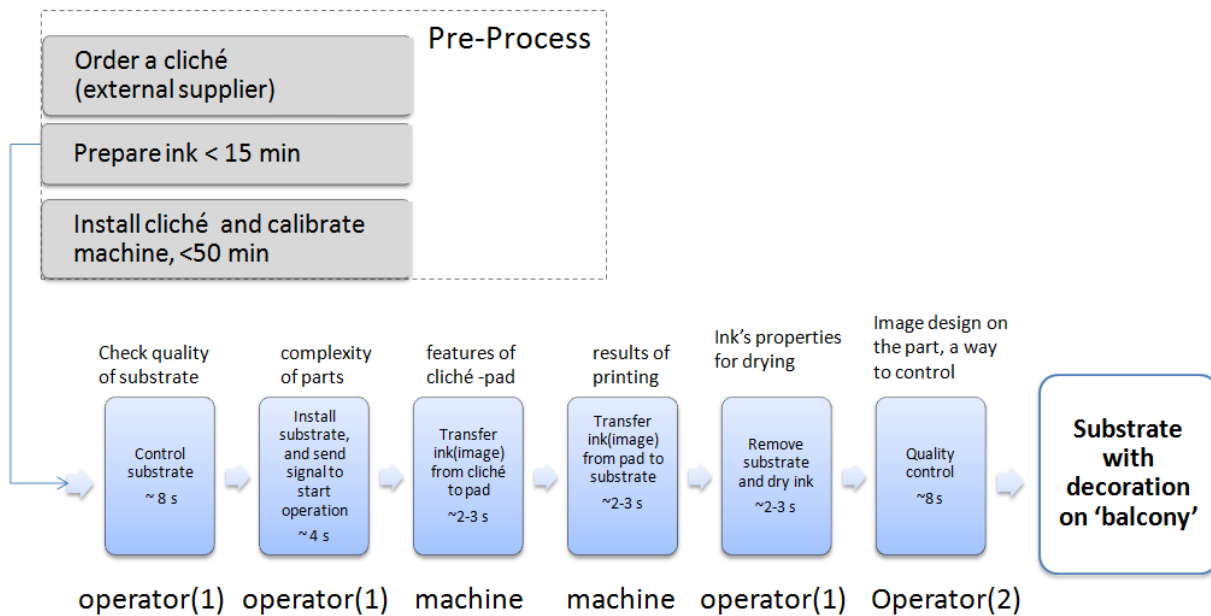 Pre-Process
Order a cliché
(external supplier)
Prepare ink < 15 min
Install cliché and calibrate
machine, <50 min
Check quality
of substrate
complexity
of parts
features of
cliché -pad
results of
printing
Ink's properties
for drying
Image design on
the part, a way
to control
Control
substrate
~ 8 s
Install
substrate,
and send
signal to
start
operation
~ 4 s
Transfer
ink(image)
from cliché
to pad
~2-3 s
Transfer
ink(image)
from pad to
substrate
~2-3 s
Remove
substrate
and dry ink
~2-3 s
Quality
control
~8 s
Substrate
with
decoration
on 'balcony'
operator(1)
operator(1)
machine
machine
operator(1)
Operator(2)